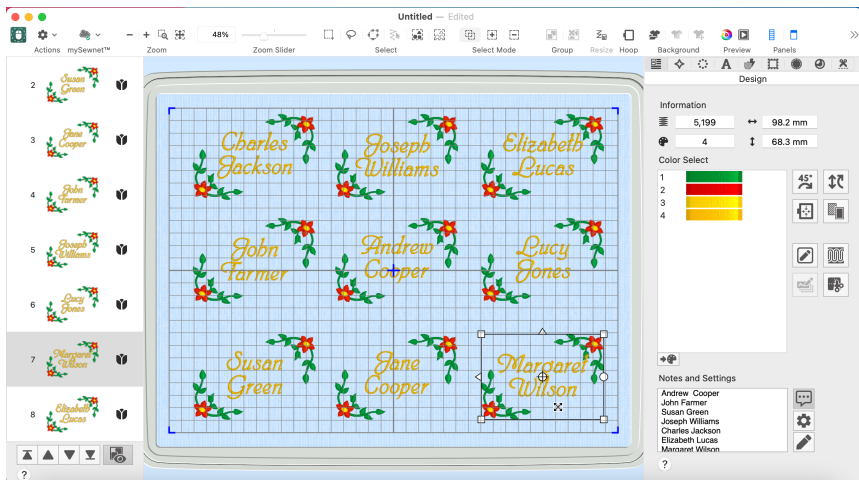 Untitled — Edited
48%
Actions mySewnet™ Zoom Zoom Slider Select Select Mode Group Resize Hoop Background Preview Panels
Design
2 Susan
Green
3 Jane
Cooper
4 John
Farmer
5 Joseph
Williams
6 Lucy
Jones
7 Margaret
Wilson
8 Elizabeth
Lucas
?
Charles
Jackson
Joseph
Williams
Elizabeth
Lucas
John
Farmer
Andrew
Cooper
Lucy
Jones
Susan
Green
Jane
Cooper
Margaret
Wilson
Information
5,199 98.2 mm
4 68.3 mm
Color Select
1
2
3
4
45°
Notes and Settings
Andrew Cooper
John Farmer
Susan Green
Joseph Williams
Charles Jackson
Elizabeth Lucas
Margaret Wilson
?